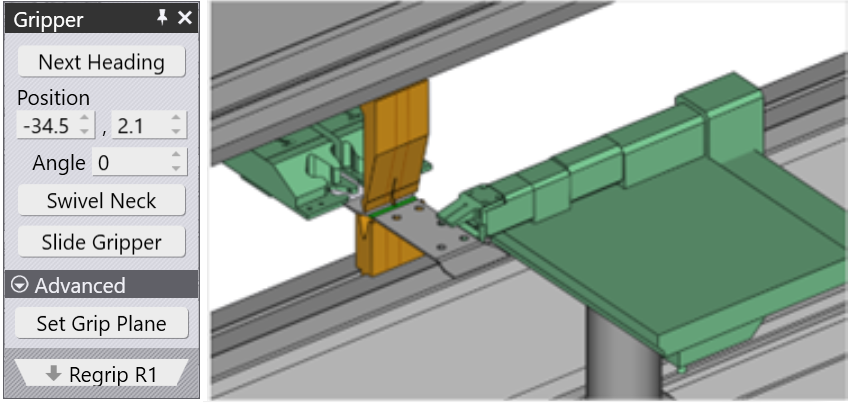 Gripper
Next Heading
Position
-34.5 , 2.1
Angle 0
Swivel Neck
Slide Gripper
Advanced
Set Grip Plane
Regrip R1